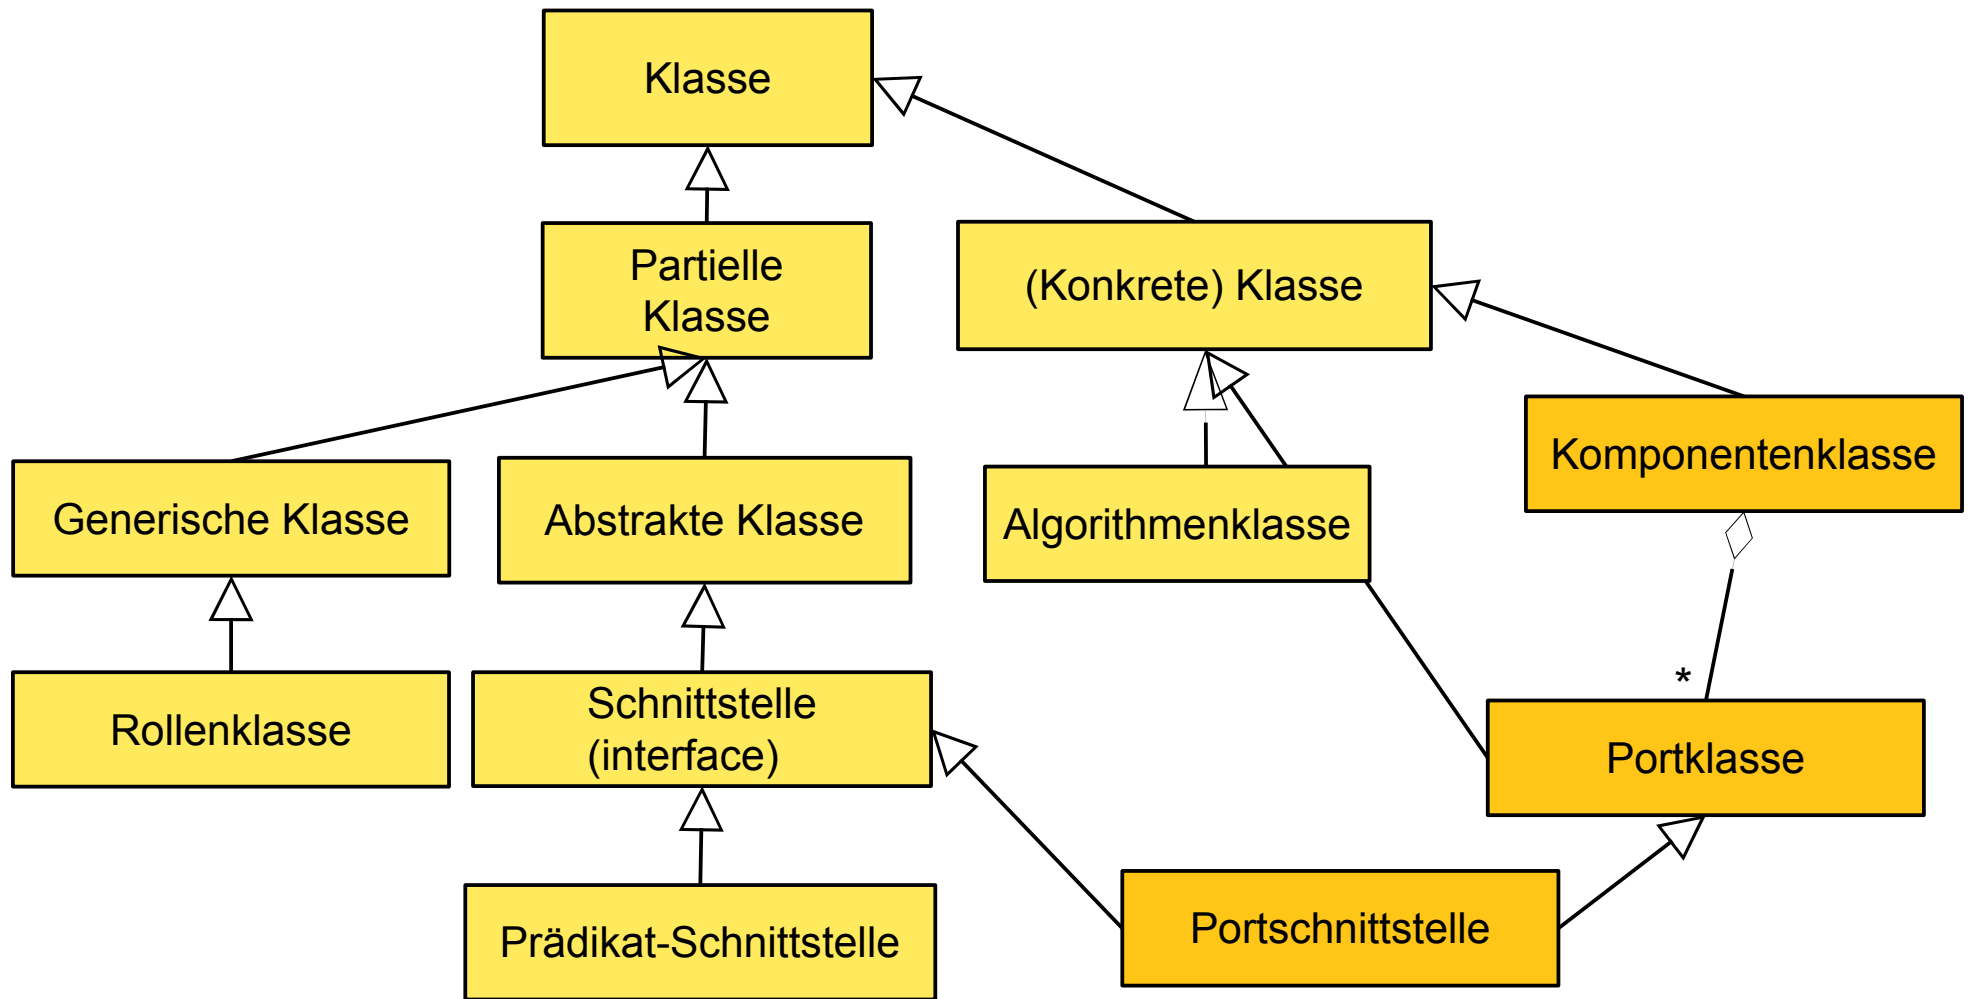 Klasse
Partielle
Klasse
(Konkrete) Klasse
Komponentenklasse
Generische Klasse
Abstrakte Klasse
Algorithmenklasse
*
Rollenklasse
Schnittstelle
(interface)
Portklasse
Prädikat-Schnittstelle
Portschnittstelle